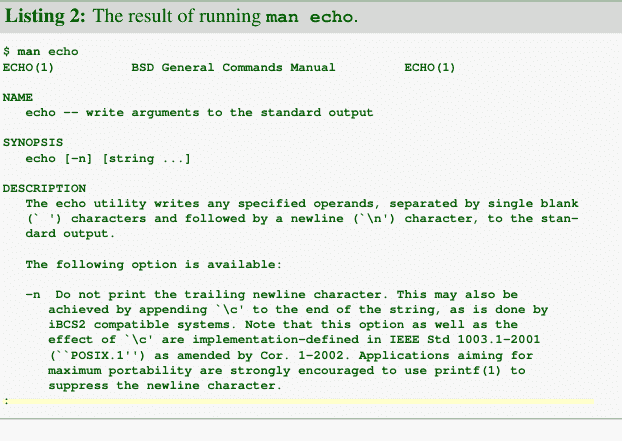 Listing 2: The result of running man echo.
$ man echo
ECHO(1)          BSD General Commands Manual         ECHO(1)
NAME
echo -- write arguments to the standard output
SYNOPSIS
echo [-n] [string ...]
DESCRIPTION
The echo utility writes any specified operands, separated by single blank
(` ') characters and followed by a newline (`\n') character, to the stan-
dard output.
The following option is available:
-n  Do not print the trailing newline character. This may also be
achieved by appending `\c' to the end of the string, as is done by
iBCS2 compatible systems. Note that this option as well as the
effect of `\c' are implementation-defined in IEEE Std 1003.1-2001
(``POSIX.1'') as amended by Cor. 1-2002. Applications aiming for
maximum portability are strongly encouraged to use printf(1) to
suppress the newline character.
: